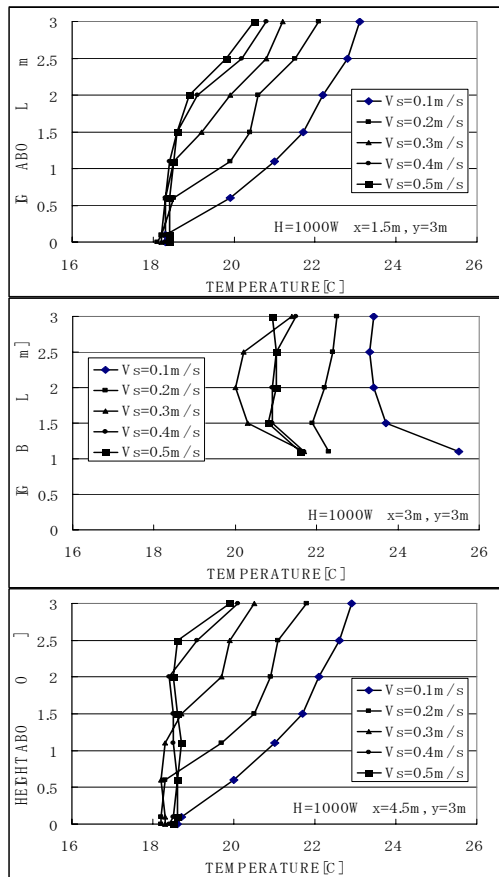 3
2.5
2
1.5
1
0.5
0
Vs=0.1m/s
Vs=0.2m/s
Vs=0.3m/s
Vs=0.4m/s
Vs=0.5m/s
H=1000W x=1.5m,y=3m
16 18 20 22 24 26
TEMPERATURE[C]
3
2.5
2
1.5
1
0.5
0
Vs=0.1m/s
Vs=0.2m/s
Vs=0.3m/s
Vs=0.4m/s
Vs=0.5m/s
H=1000W x=3m,y=3m
16 18 20 22 24 26
TEMPERATURE[C]
HEIGHT
3
2.5
2
1.5
1
0.5
0
Vs=0.1m/s
Vs=0.2m/s
Vs=0.3m/s
Vs=0.4m/s
Vs=0.5m/s
H=1000W x=4.5m,y=3m
16 18 20 22 24 26
TEMPERATURE[C]